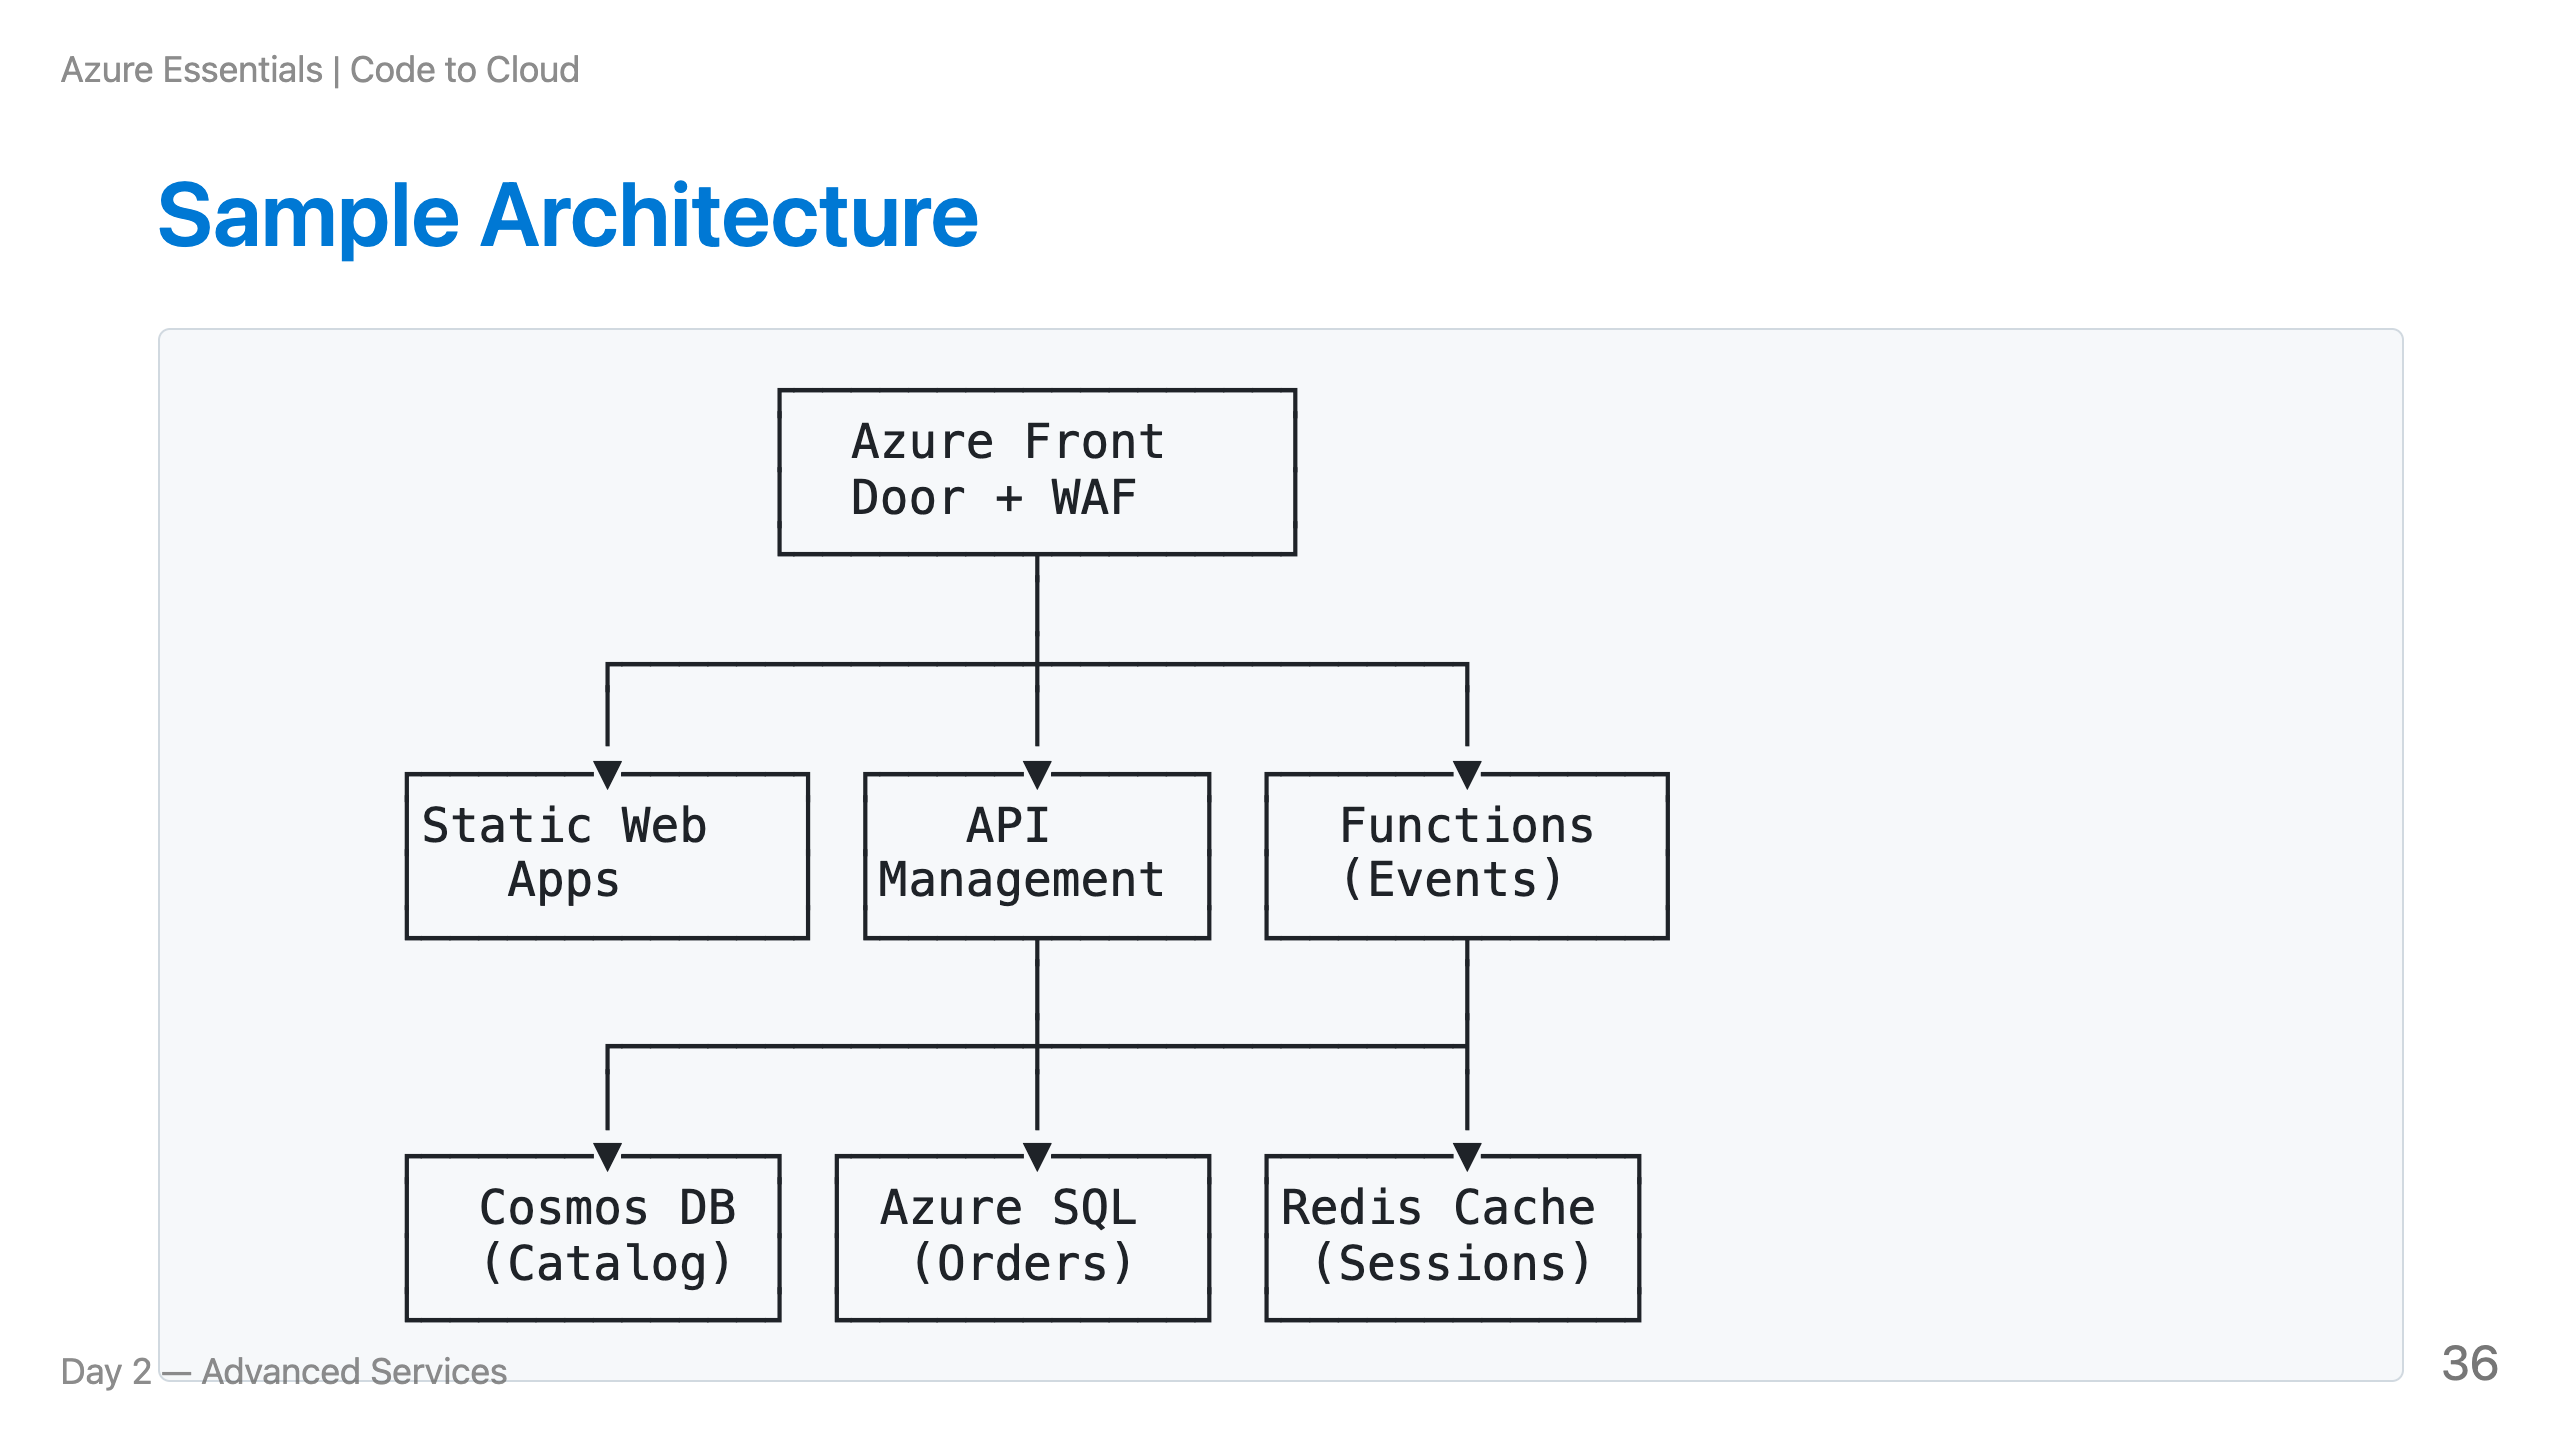 Azure Essentials | Code to Cloud
Sample Architecture
Azure Front
Door + WAF
Static Web
Apps
API
Management
Functions
(Events)
Cosmos DB
(Catalog)
Azure SQL
(Orders)
Redis Cache
(Sessions)
Day 2 — Advanced Services
36